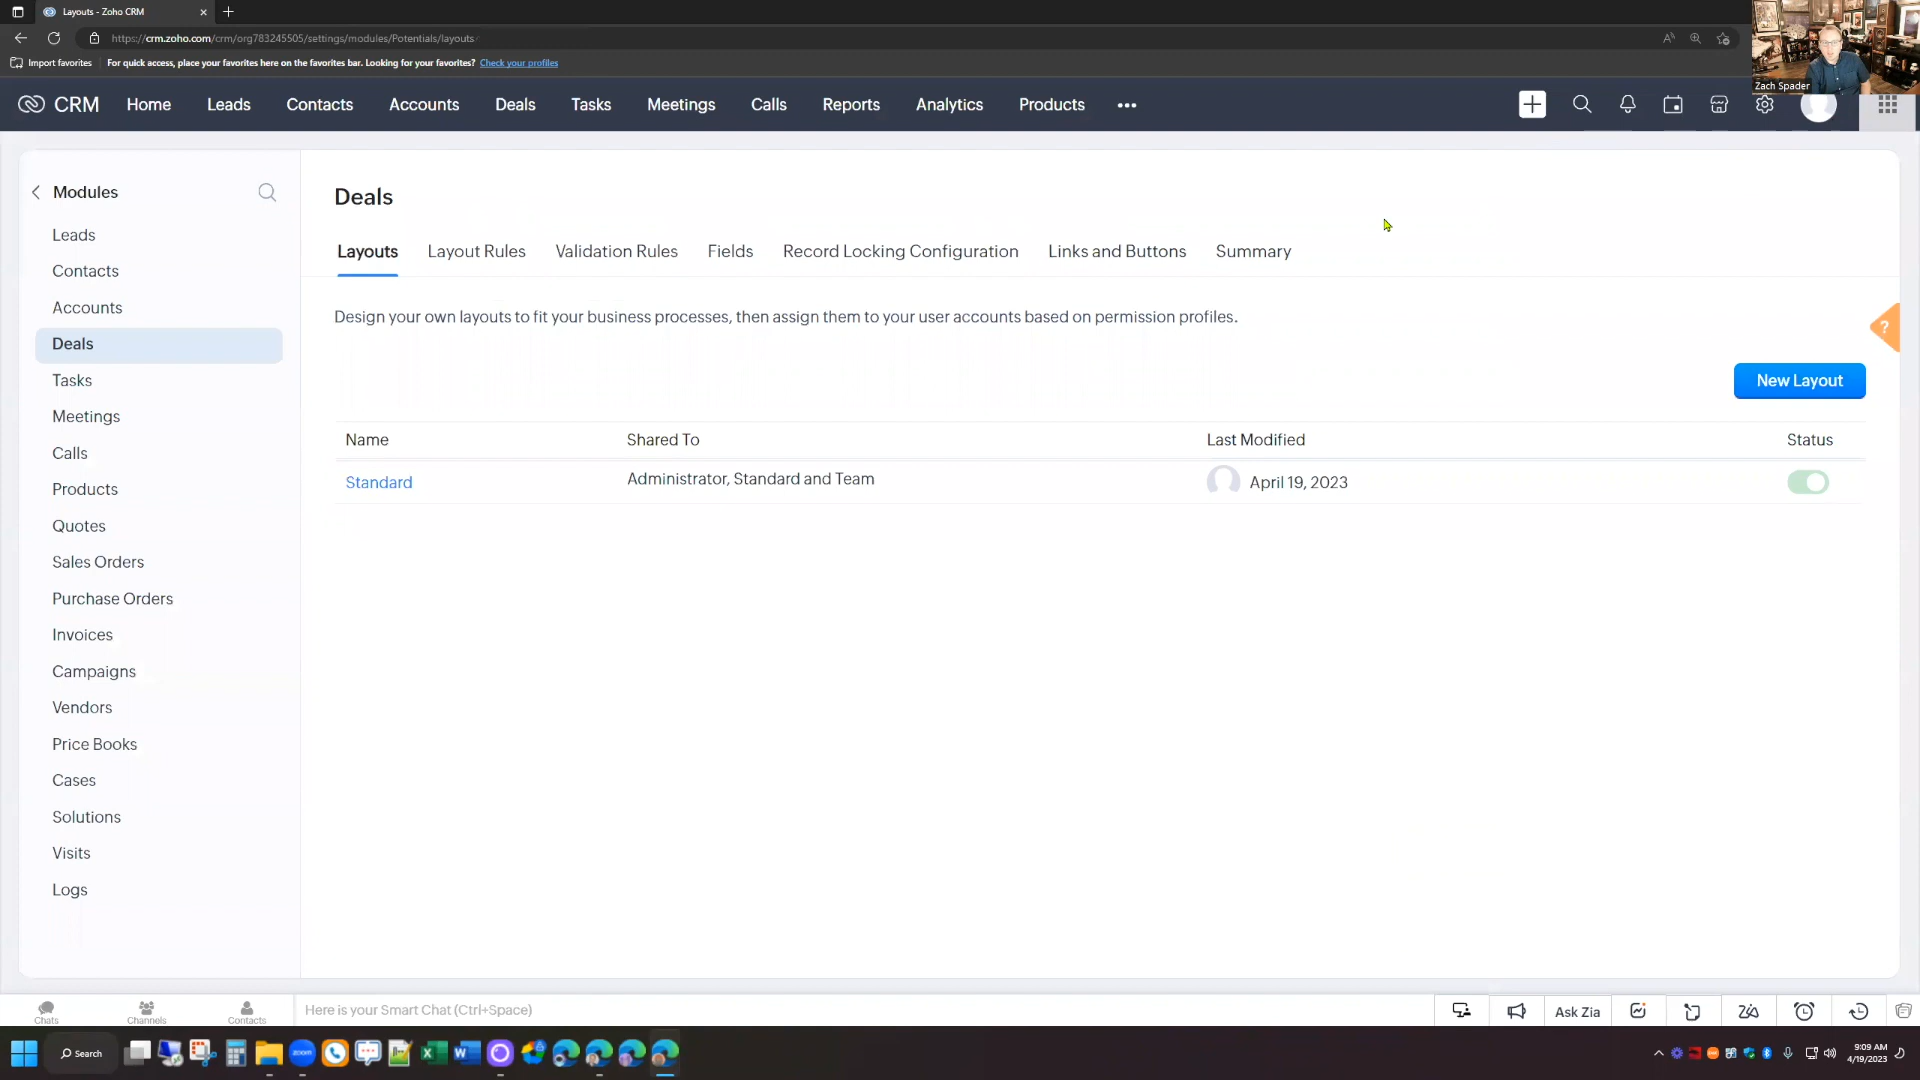 Layouts - Zoho CRM
https://crm.zoho.com/crm/org783245505/settings/modules/Potentials/layouts
Import favorites
For quick access, place your favorites here on the favorites bar. Looking for your favorites? Check your profiles
Zach Spader
CRM
Home
Leads
Contacts
Accounts
Deals
Tasks
Meetings
Calls
Reports
Analytics
Products
Modules
Leads
Contacts
Accounts
Deals
Tasks
Meetings
Calls
Products
Quotes
Sales Orders
Purchase Orders
Invoices
Campaigns
Vendors
Price Books
Cases
Solutions
Visits
Logs
Deals
Layouts
Layout Rules
Validation Rules
Fields
Record Locking Configuration
Links and Buttons
Summary
Design your own layouts to fit your business processes, then assign them to your user accounts based on permission profiles.
?
New Layout
Name
Shared To
Last Modified
Status
Standard
Administrator, Standard and Team
April 19, 2023
Chats
Channels
Contacts
Here is your Smart Chat (Ctrl+Space)
Ask Zia
Search
zoom
9:09 AM
4/19/2023